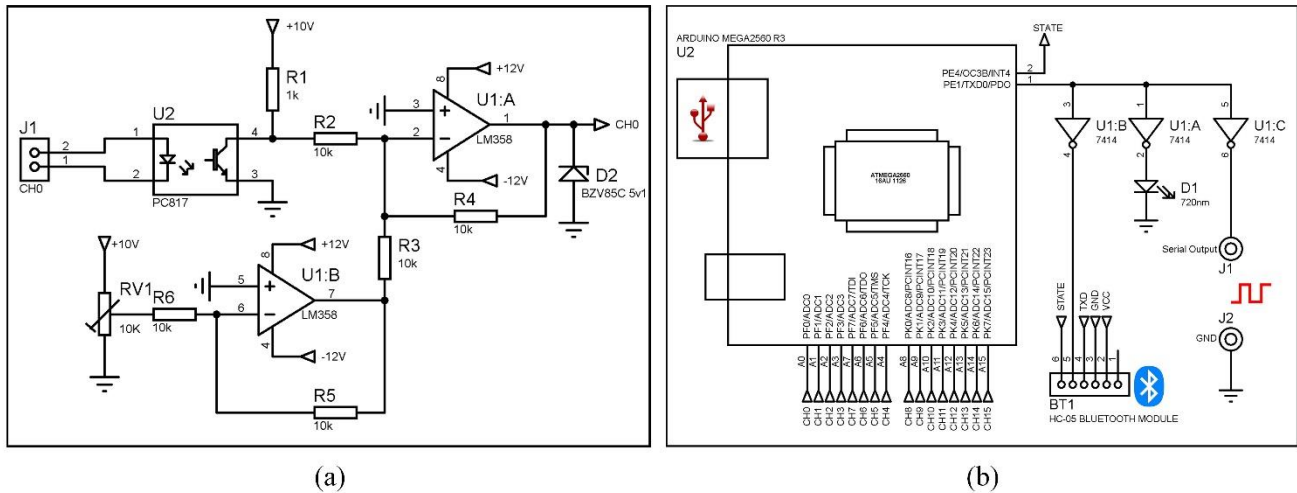 +10V
R1
1k
+12V
8
U1:A
3
2
1
LM358
4
-12V
CH0
J1
2
1
CH0
U2
1
2
4
3
PC817
R2
10k
D2
BZV85C 5v1
R4
10k
R3
10k
+10V
RV1
10K
R6
10k
+12V
8
U1:B
5
6
7
LM358
4
-12V
R5
10k
(a)
ARDUINO MEGA2560 R3
U2
STATE
PE4/OC3B/INT4
2
PE1/TXD0/PDO
1
ATMEGA2560
16AU 1126
3
U1:B
7414
4
1
U1:A
7414
2
5
U1:C
7414
6
D1
720nm
Serial Output
J1
J2
GND
PF0/ADC0
PF1/ADC1
PF2/ADC2
PF3/ADC3
PF7/ADC7/TDI
PF6/ADC6/TDO
PF5/ADC5/TMS
PF4/ADC4/TCK
PK0/ADC8/PCINT16
PK1/ADC9/PCINT17
PK2/ADC10/PCINT18
PK3/ADC11/PCINT19
PK4/ADC12/PCINT20
PK5/ADC13/PCINT21
PK6/ADC14/PCINT22
PK7/ADC15/PCINT23
A0
A1
A2
A3
A7
A6
A5
A4
A8
A9
A10
A11
A12
A13
A14
A15
CH0
CH1
CH2
CH3
CH7
CH6
CH5
CH4
CH8
CH9
CH10
CH11
CH12
CH13
CH14
CH15
STATE
TXD
GND
VCC
6
5
4
3
2
1
BT1
HC-05 BLUETOOTH MODULE
(b)